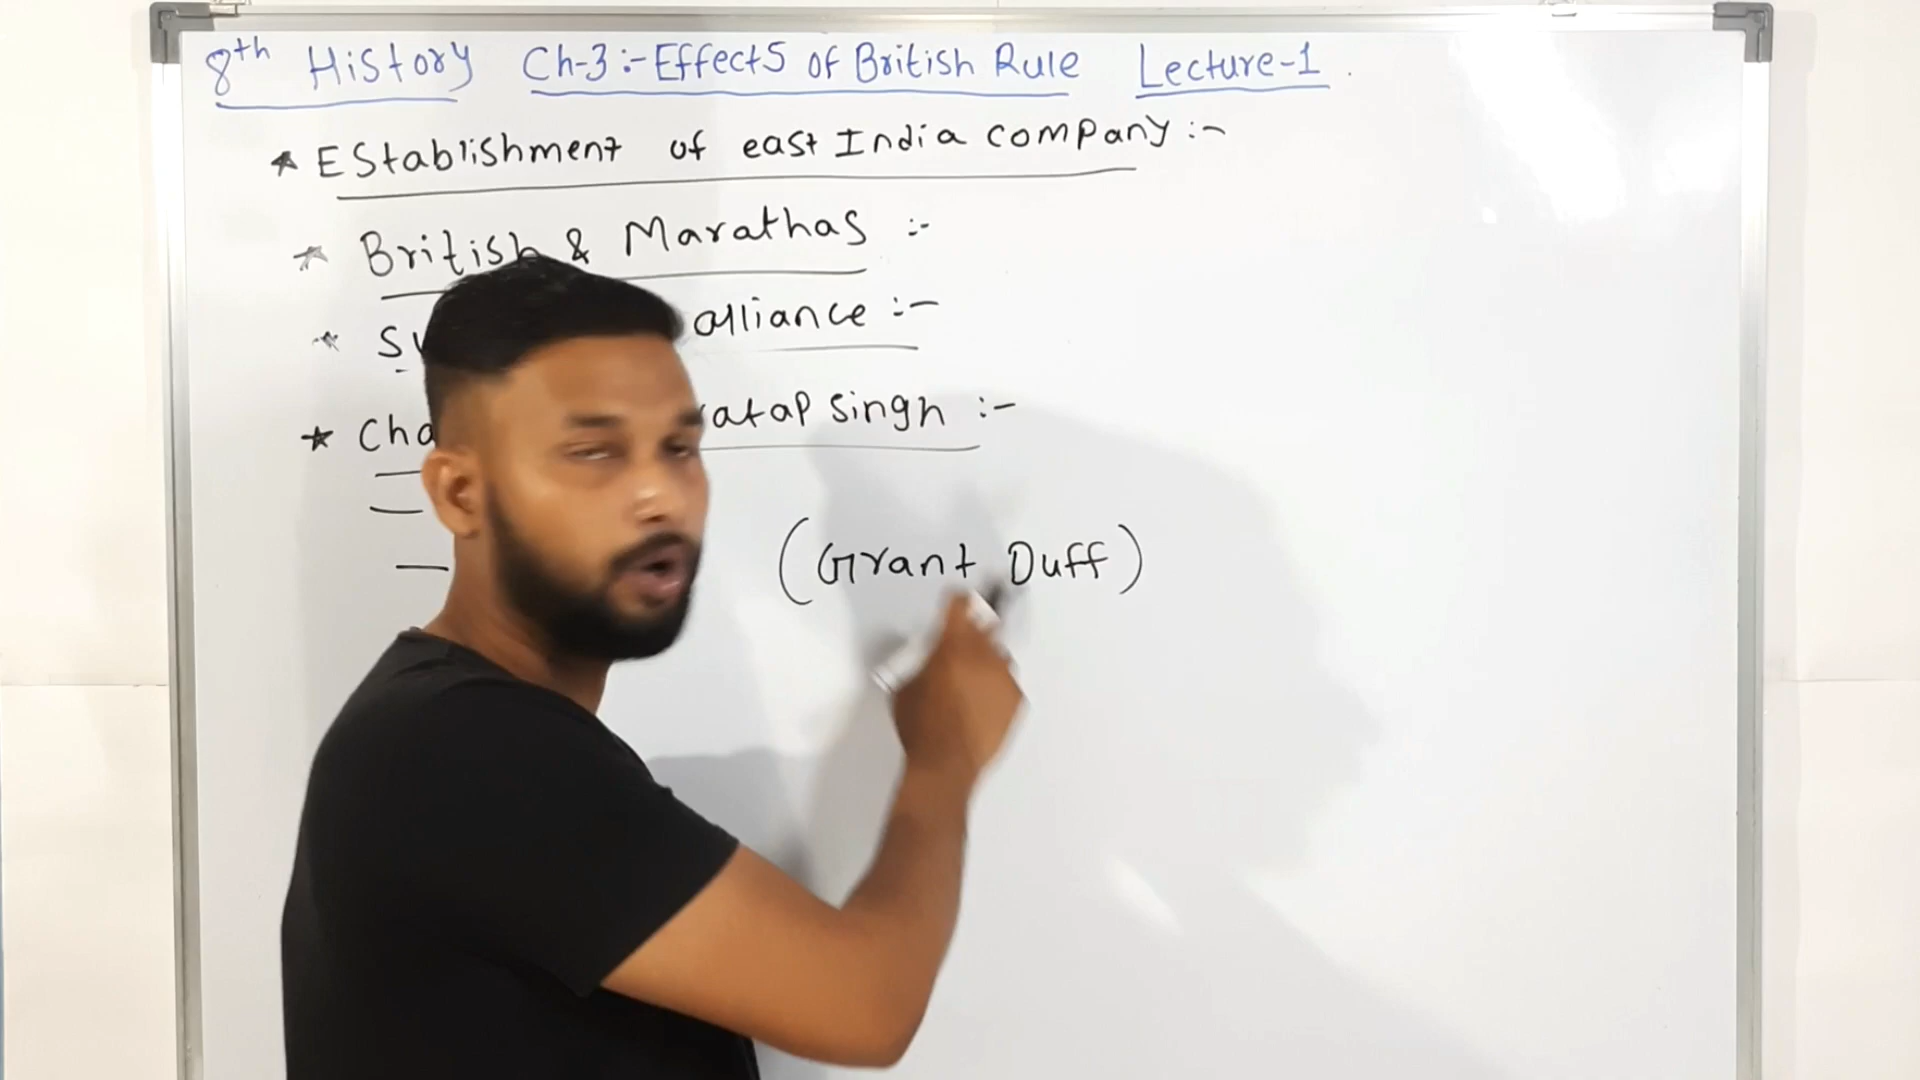 8th History Ch-3:-Effects of British Rule Lecture-1.
* Establishment of east India company :-
* British & Marathas :-
* alliance :-
* singh :-
(Grant Duff)